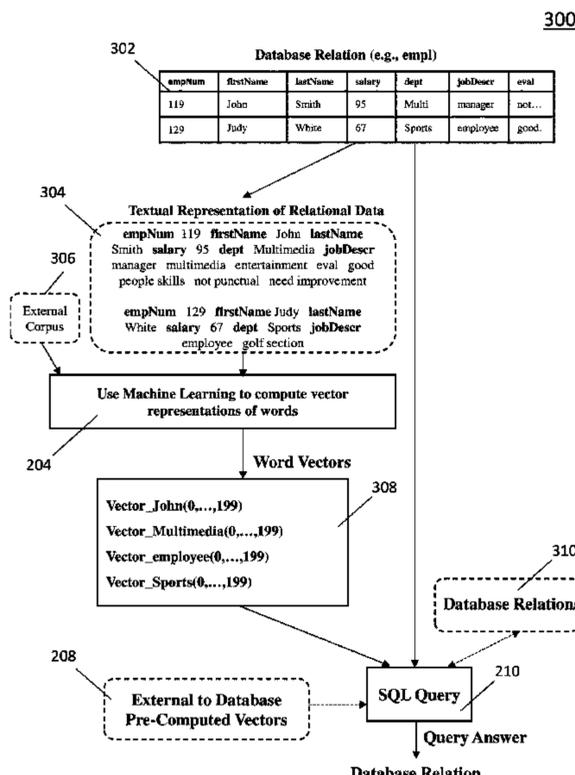 300
302
Database Relation (e.g., empl)
empNum firstName lastName salary dept jobDescr eval
119 John Smith 95 Multi manager not...
129 Judy White 67 Sports employee good.
304
Textual Representation of Relational Data
empNum 119 firstName John lastName
Smith salary 95 dept Multimedia jobDescr
manager multimedia entertainment eval good
people skills not punctual need improvement
empNum 129 firstName Judy lastName
White salary 67 dept Sports jobDescr
employee golf section
306
External
Corpus
Use Machine Learning to compute vector
representations of words
204
Word Vectors
308
Vector_John(0,...,199)
Vector_Multimedia(0,...,199)
Vector_employee(0,...,199)
Vector_Sports(0,...,199)
310
Database Relations
208
External to Database
Pre-Computed Vectors
SQL Query
210
Query Answer
Database Relation